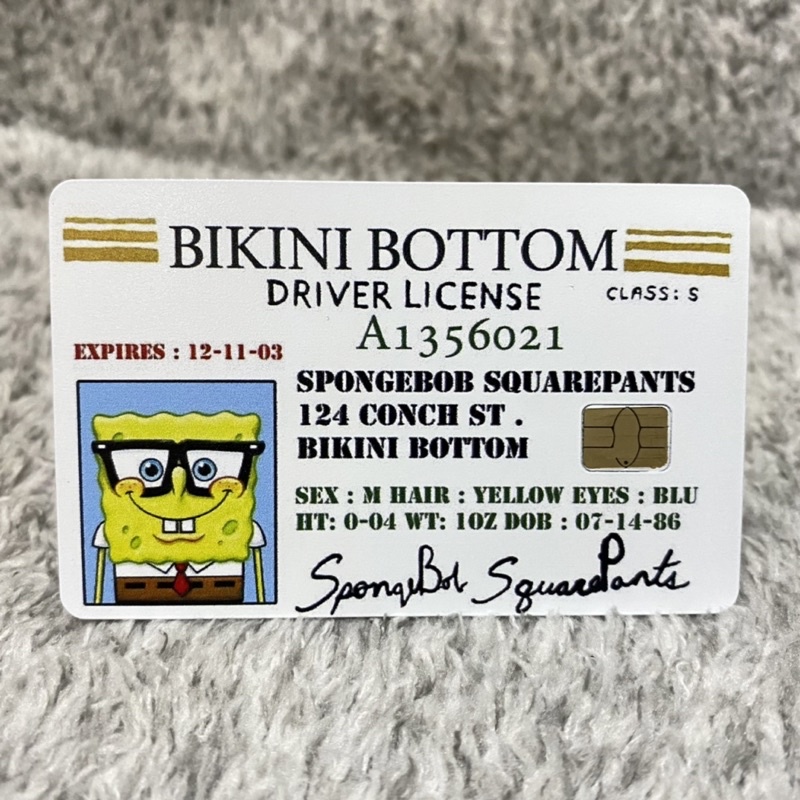 BIKINI BOTTOM
DRIVER LICENSE CLASS: S
A1356021
EXPIRES : 12-11-03
SPONGEBOB SQUAREPANTS
124 CONCH ST .
BIKINI BOTTOM
SEX : M HAIR : YELLOW EYES : BLU
HT: 0-04 WT: 1OZ DOB : 07-14-86
SpongeBob SquarePants